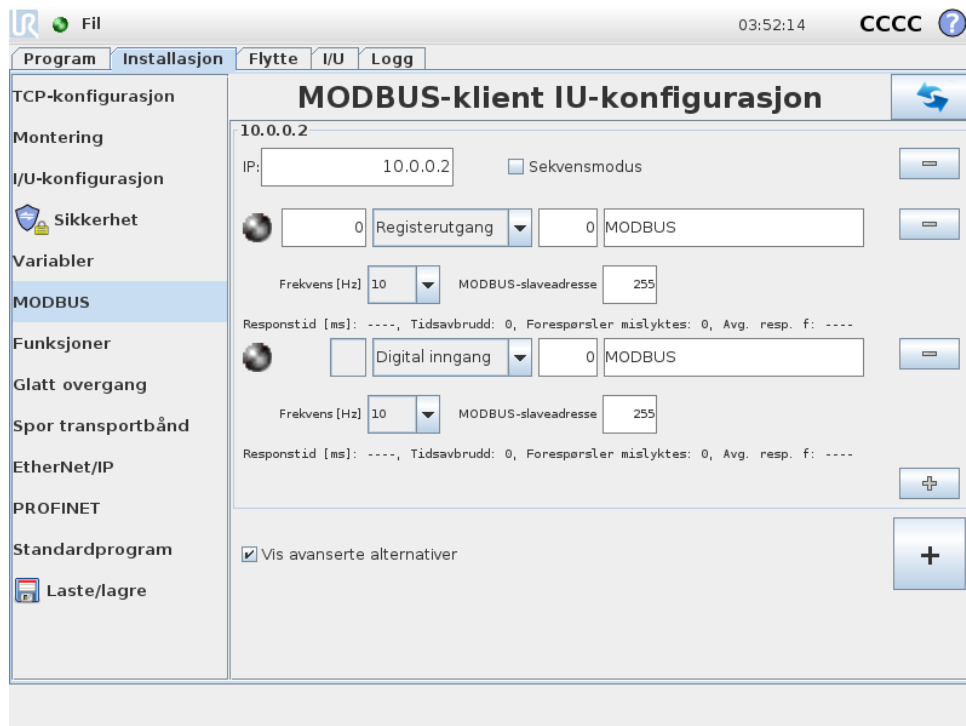 UR Fil 03:52:14 CCCC ?
Program Installasjon Flytte I/U Logg
TCP-konfigurasjon
Montering
I/U-konfigurasjon
Sikkerhet
Variabler
MODBUS
Funksjoner
Glatt overgang
Spor transportbånd
EtherNet/IP
PROFINET
Standardprogram
Laste/lagre
MODBUS-klient IU-konfigurasjon
10.0.0.2
IP: 10.0.0.2 Sekvensmodus
0 Registerutgang 0 MODBUS
Frekvens [Hz] 10 MODBUS-slaveadresse 255
Responstid [ms]: ----, Tidsavbrudd: 0, Forespørsler mislyktes: 0, Avg. resp. f: ----
Digital inngang 0 MODBUS
Frekvens [Hz] 10 MODBUS-slaveadresse 255
Responstid [ms]: ----, Tidsavbrudd: 0, Forespørsler mislyktes: 0, Avg. resp. f: ----
Vis avanserte alternativer